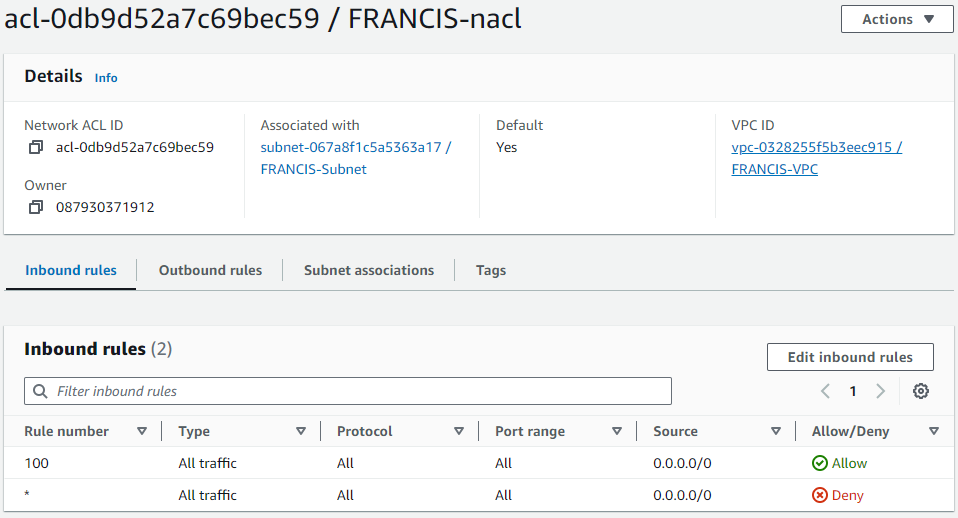 acl-0db9d52a7c69bec59 / FRANCIS-nacl
Actions
Details Info
Network ACL ID
acl-0db9d52a7c69bec59
Owner
087930371912
Associated with
subnet-067a8f1c5a5363a17 /
FRANCIS-Subnet
Default
Yes
VPC ID
vpc-0328255f5b3eec915 /
FRANCIS-VPC
Inbound rules Outbound rules Subnet associations Tags
Inbound rules (2)
Edit inbound rules
Filter inbound rules
1
Rule number Type Protocol Port range Source Allow/Deny
100 All traffic All All 0.0.0.0/0 Allow
* All traffic All All 0.0.0.0/0 Deny